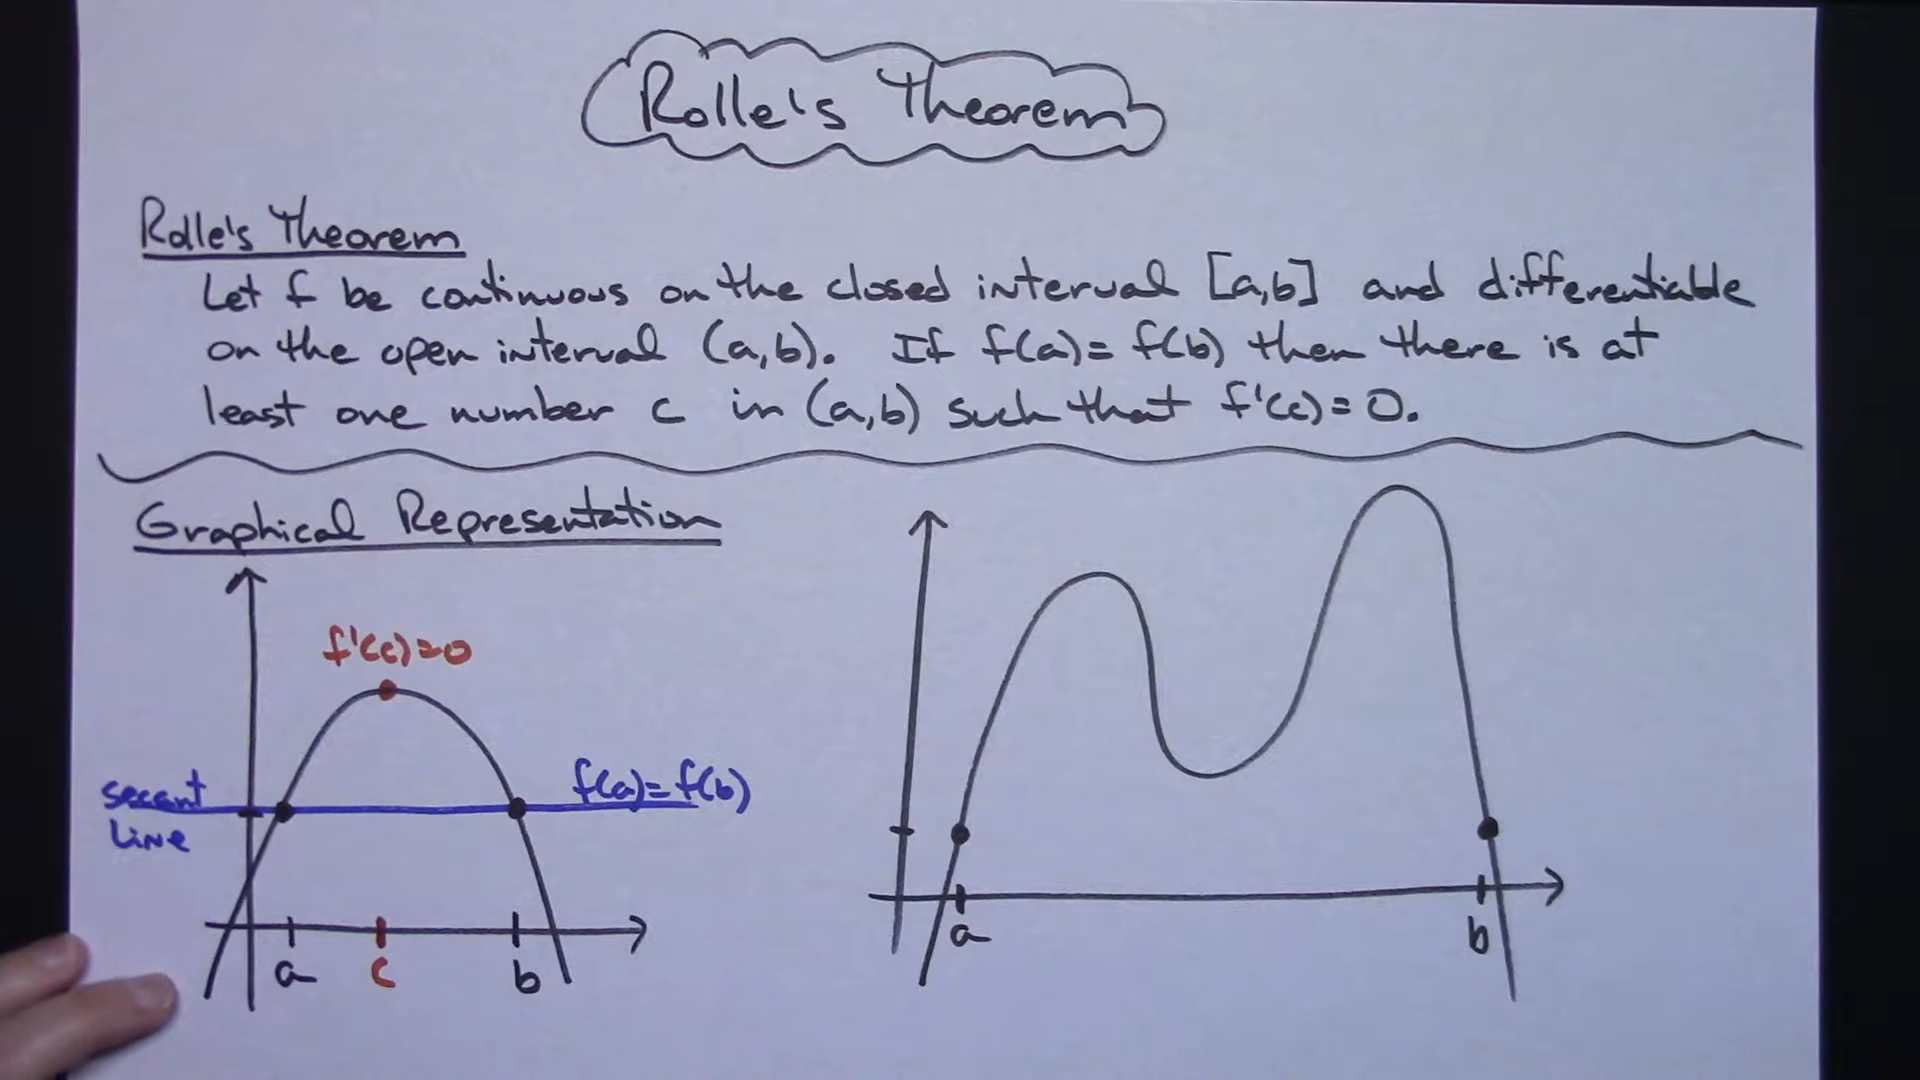 Rolle's Theorem
Rolle's Theorem
Let f be continuous on the closed interval [a,b] and differentiable
on the open interval (a,b). If f(a)=f(b) then there is at
least one number c in (a,b) such that f'(c)=0.
Graphical Representation
f'(c)=0
secant
line
f(a)=f(b)
a
c
b
a
b